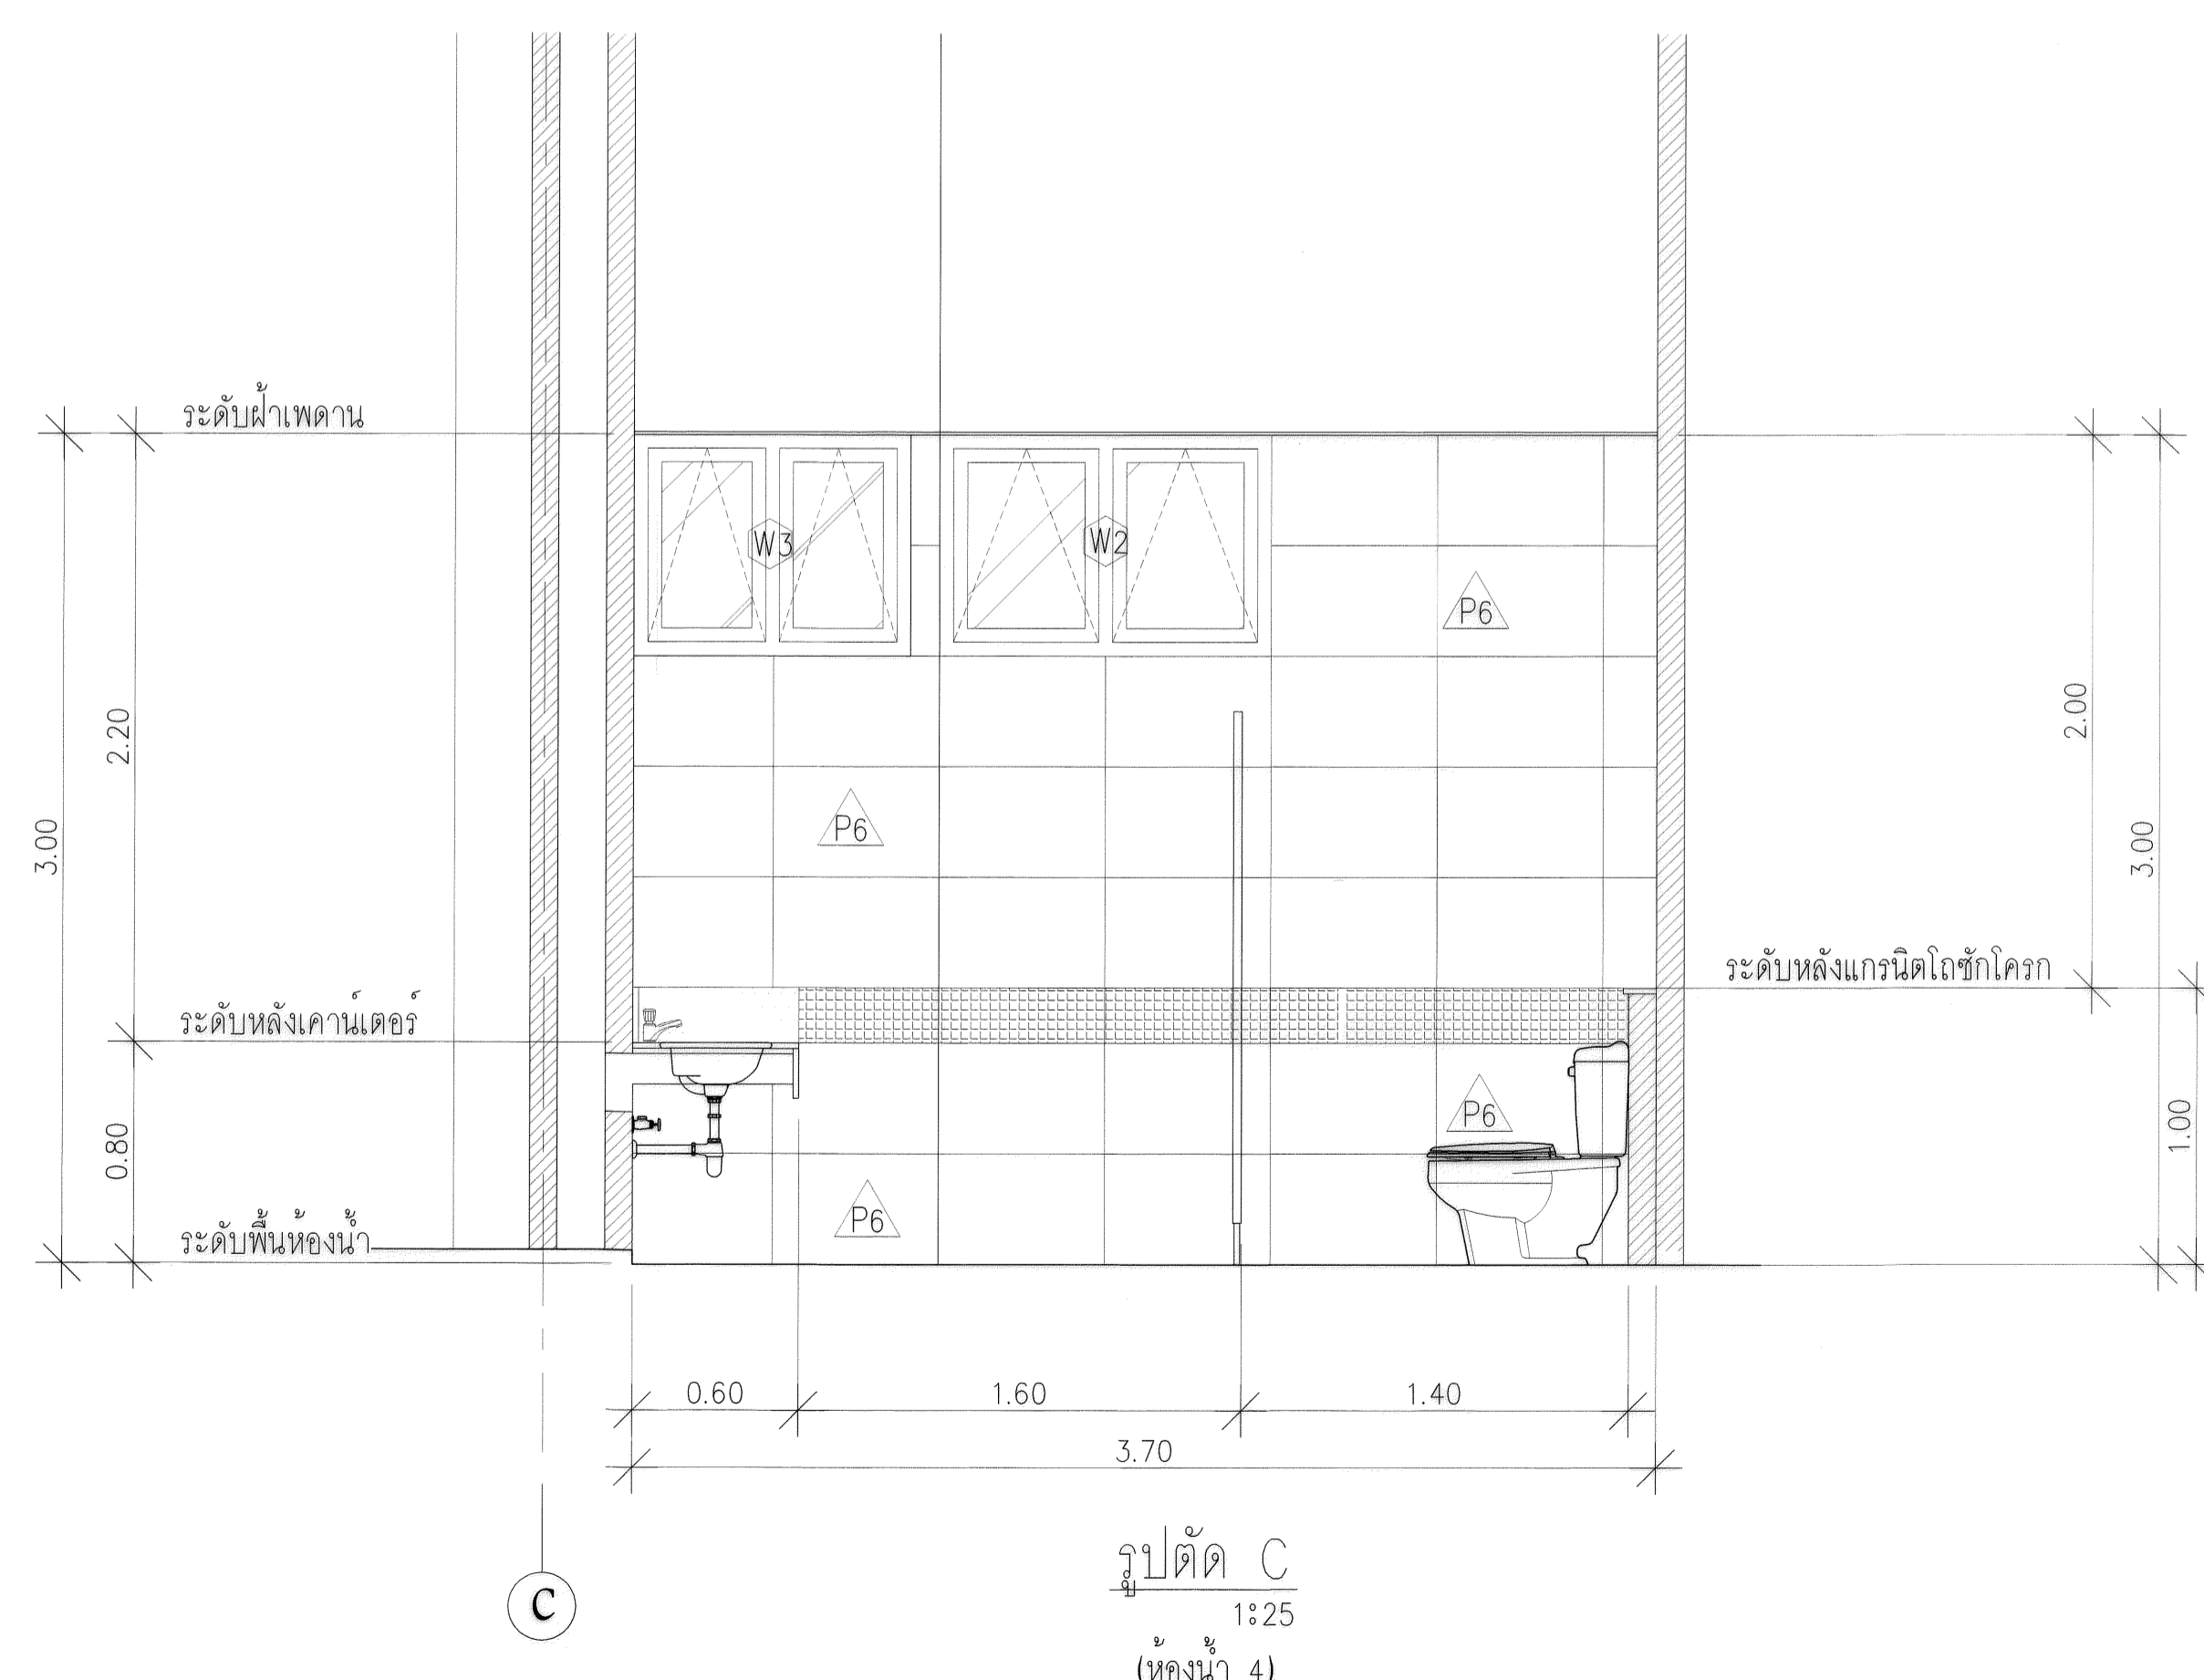 ระดับฝ้าเพดาน
W3
W2
P6
2.20
2.00
3.00
P6
3.00
ระดับหลังแกรนิตโถชักโครก
ระดับหลังเคาน์เตอร์
0.80
P6
1.00
P6
ระดับพื้นห้องน้ำ
0.60
1.60
1.40
3.70
รูปตัด C
C
1:25
(ห้องน้ำ 4)